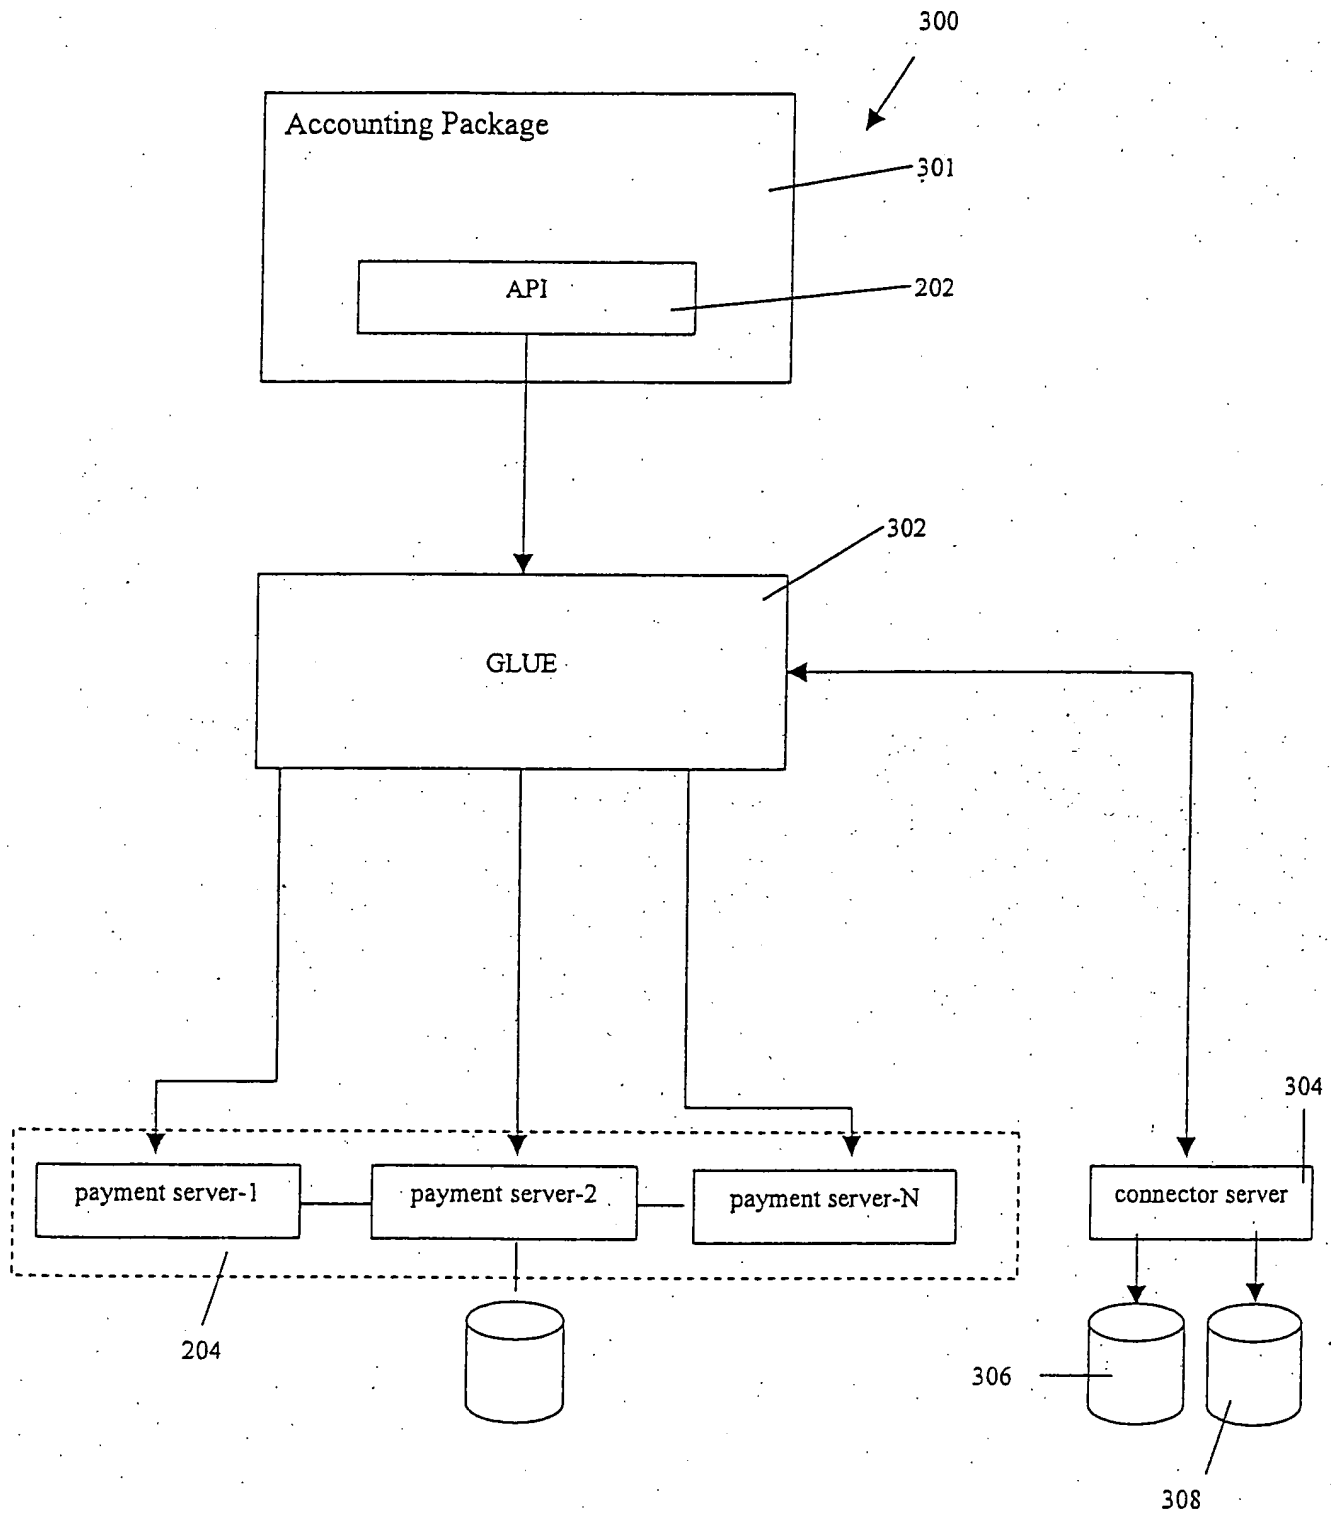 300
Accounting Package
301
API
202
302
GLUE
304
payment server-1
payment server-2
payment server-N
connector server
204
306
308